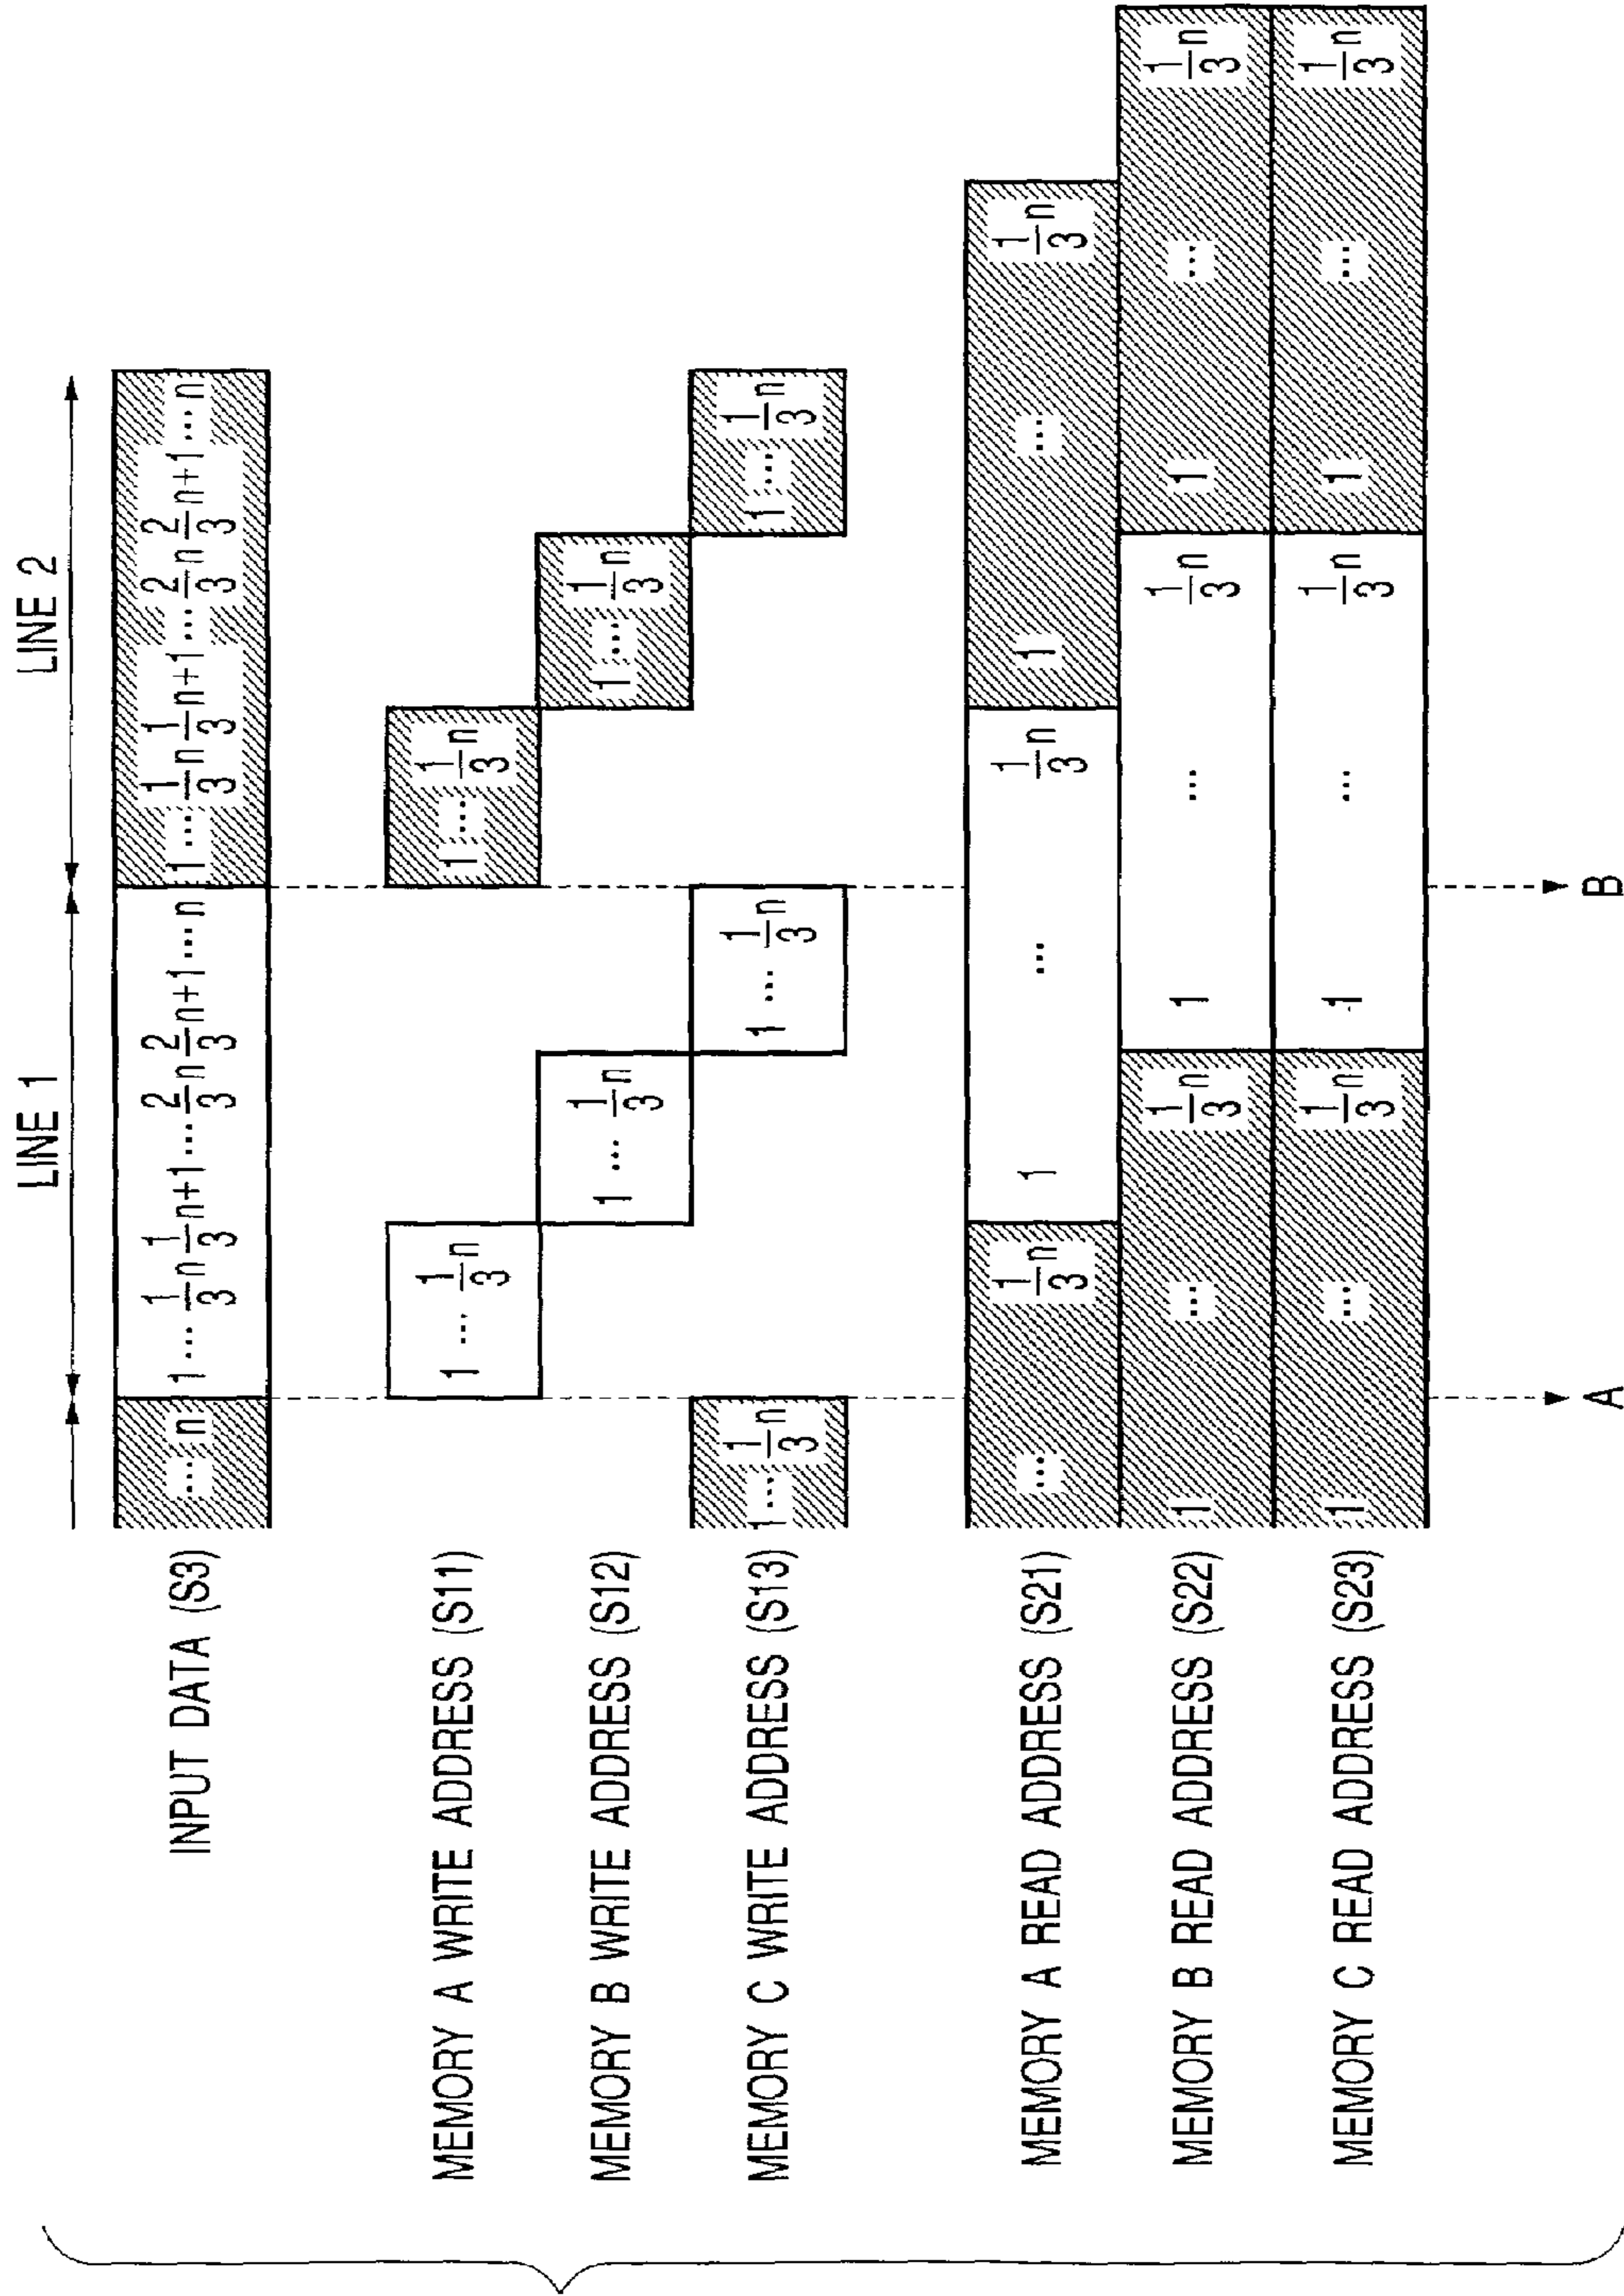 LINE 1 LINE 2
INPUT DATA (S3) ... n 1 ... 1/3 n 1/3 n+1 ... 2/3 n 2/3 n+1 ... n 1 ... 1/3 n 1/3 n+1 ... 2/3 n 2/3 n+1 ... n
MEMORY A WRITE ADDRESS (S11) 1 ... 1/3 n 1 ... 1/3 n
MEMORY B WRITE ADDRESS (S12) 1 ... 1/3 n 1 ... 1/3 n
MEMORY C WRITE ADDRESS (S13) 1 ... 1/3 n 1 ... 1/3 n 1 ... 1/3 n
MEMORY A READ ADDRESS (S21) ... 1/3 n 1 ... 1/3 n 1 ... 1/3 n
MEMORY B READ ADDRESS (S22) 1 ... 1/3 n 1 ... 1/3 n 1 ... 1/3 n
MEMORY C READ ADDRESS (S23) 1 ... 1/3 n 1 ... 1/3 n 1 ... 1/3 n
A B